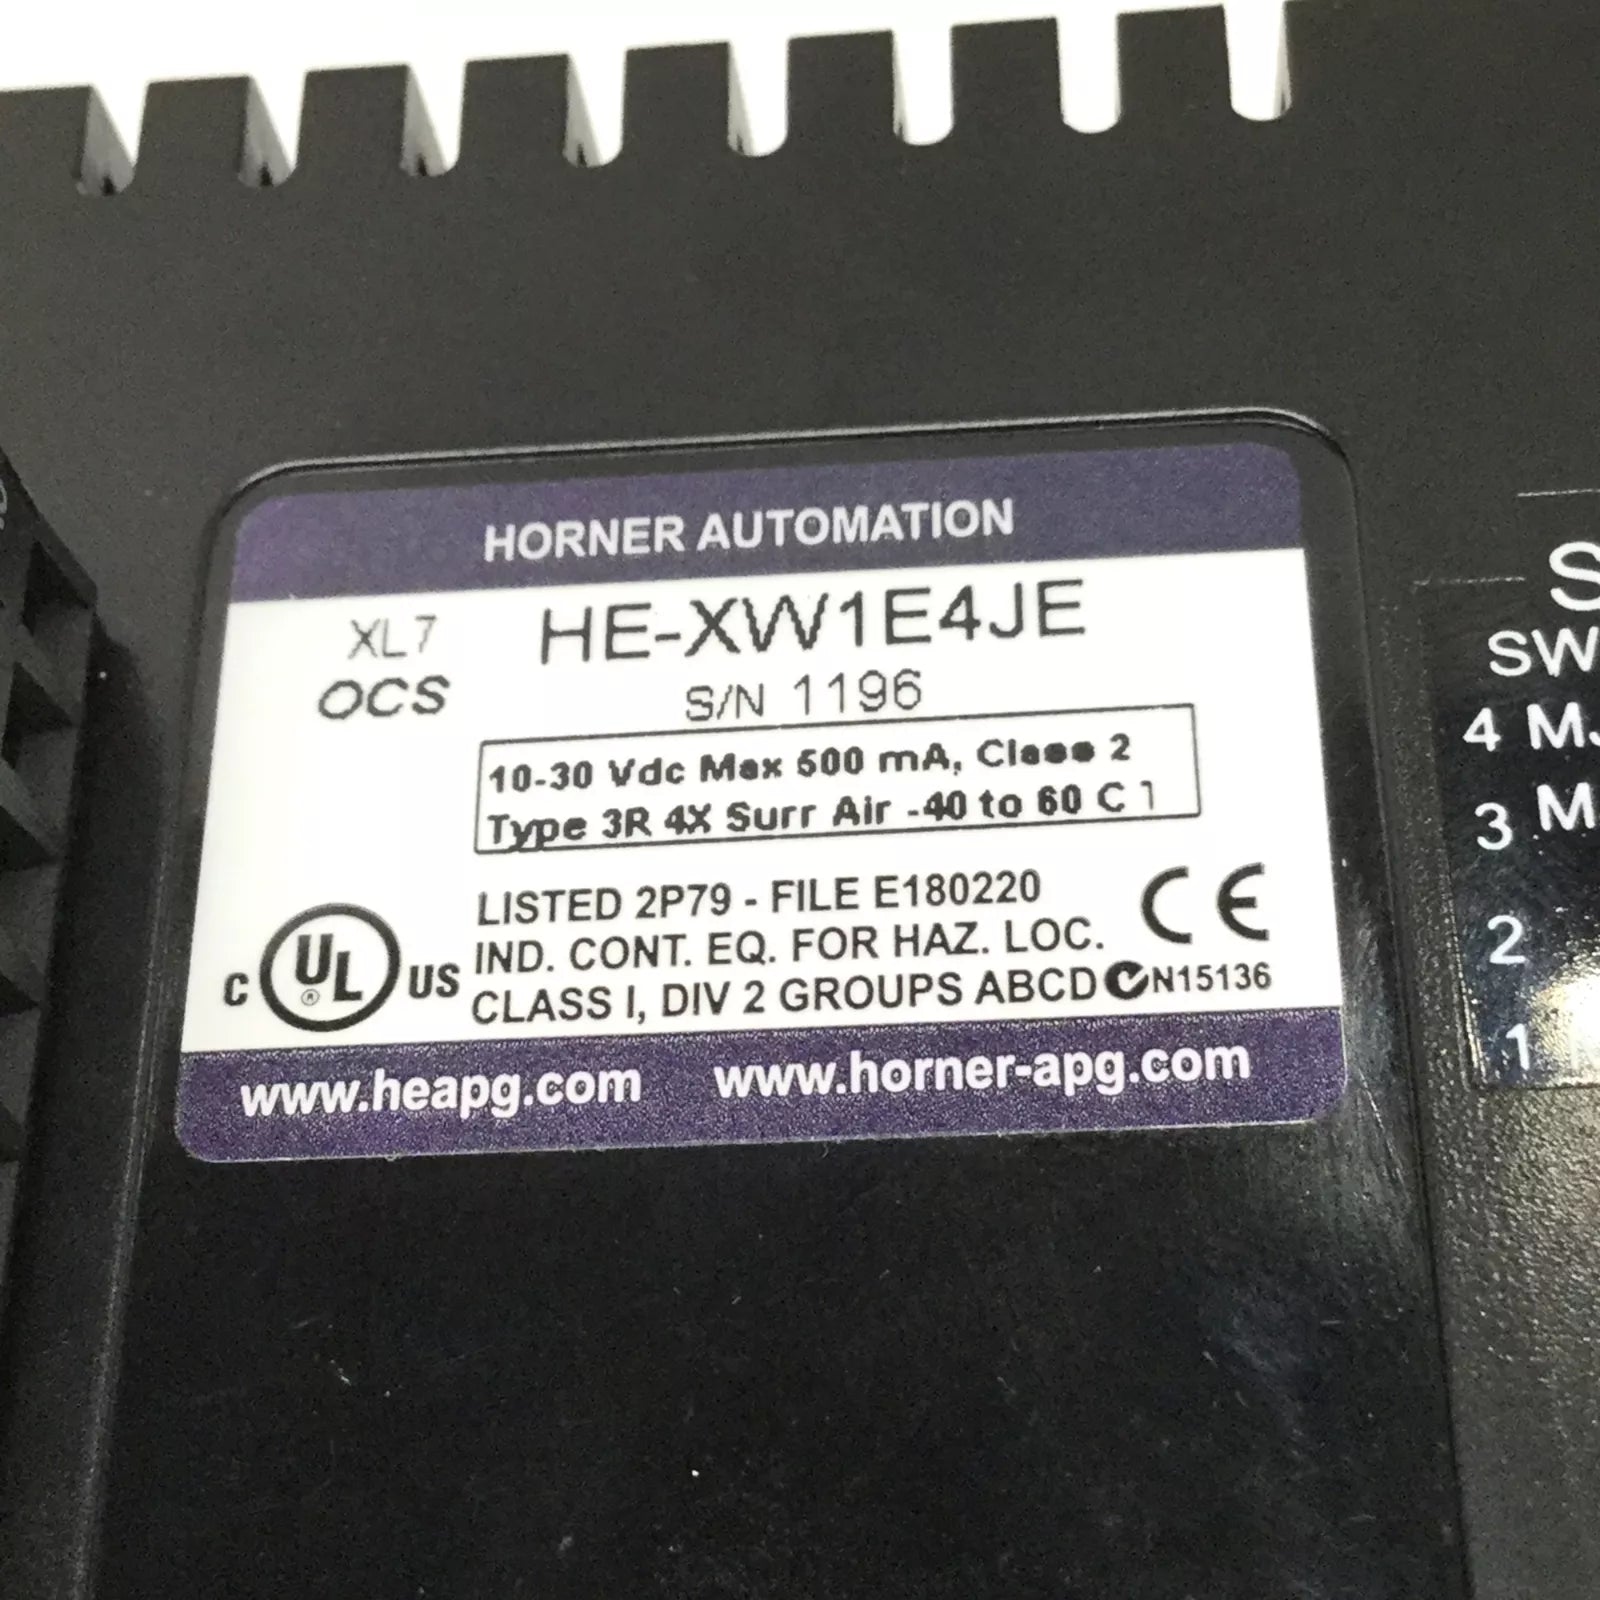 HORNER AUTOMATION
XL7 HE-XW1E4JE
OCS S/N 1196
10-30 Vdc Max 500 mA, Class 2
Type 3R 4X Surr Air -40 to 60 C 1
LISTED 2P79 - FILE E180220 CE
IND. CONT. EQ. FOR HAZ. LOC.
C UL ® US CLASS I, DIV 2 GROUPS ABCD N15136
www.heapg.com www.horner-apg.com
S
SW
4 MJ
3 M
2
1